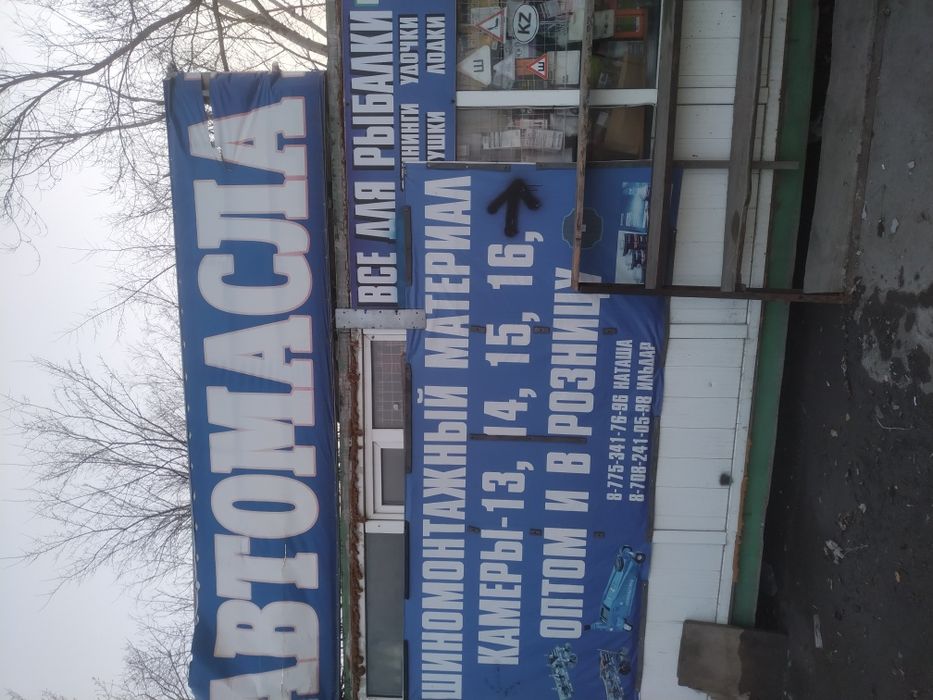 АВТОМАСЛА
ВСЕ ДЛЯ РЫБАЛКИ
УДОЧКИ
ЛОДКИ
ШИНОМОНТАЖНЫЙ МАТЕРИАЛ
КАМЕРЫ-13, 14, 15, 16,
ОПТОМ И В РОЗНИЦУ
8-775-341-76-96 НАТАША
8-708-241-05-98 ИЛЬДАР
KZ
Ш
Ш